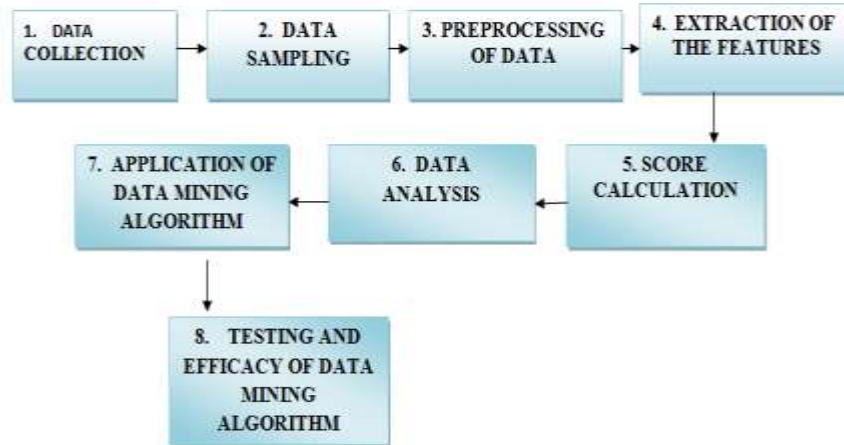 1. DATA
COLLECTION
2. DATA
SAMPLING
3. PREPROCESSING
OF DATA
4. EXTRACTION OF
THE FEATURES
5. SCORE
CALCULATION
6. DATA
ANALYSIS
7. APPLICATION OF
DATA MINING
ALGORITHM
8. TESTING AND
EFFICACY OF DATA
MINING
ALGORITHM